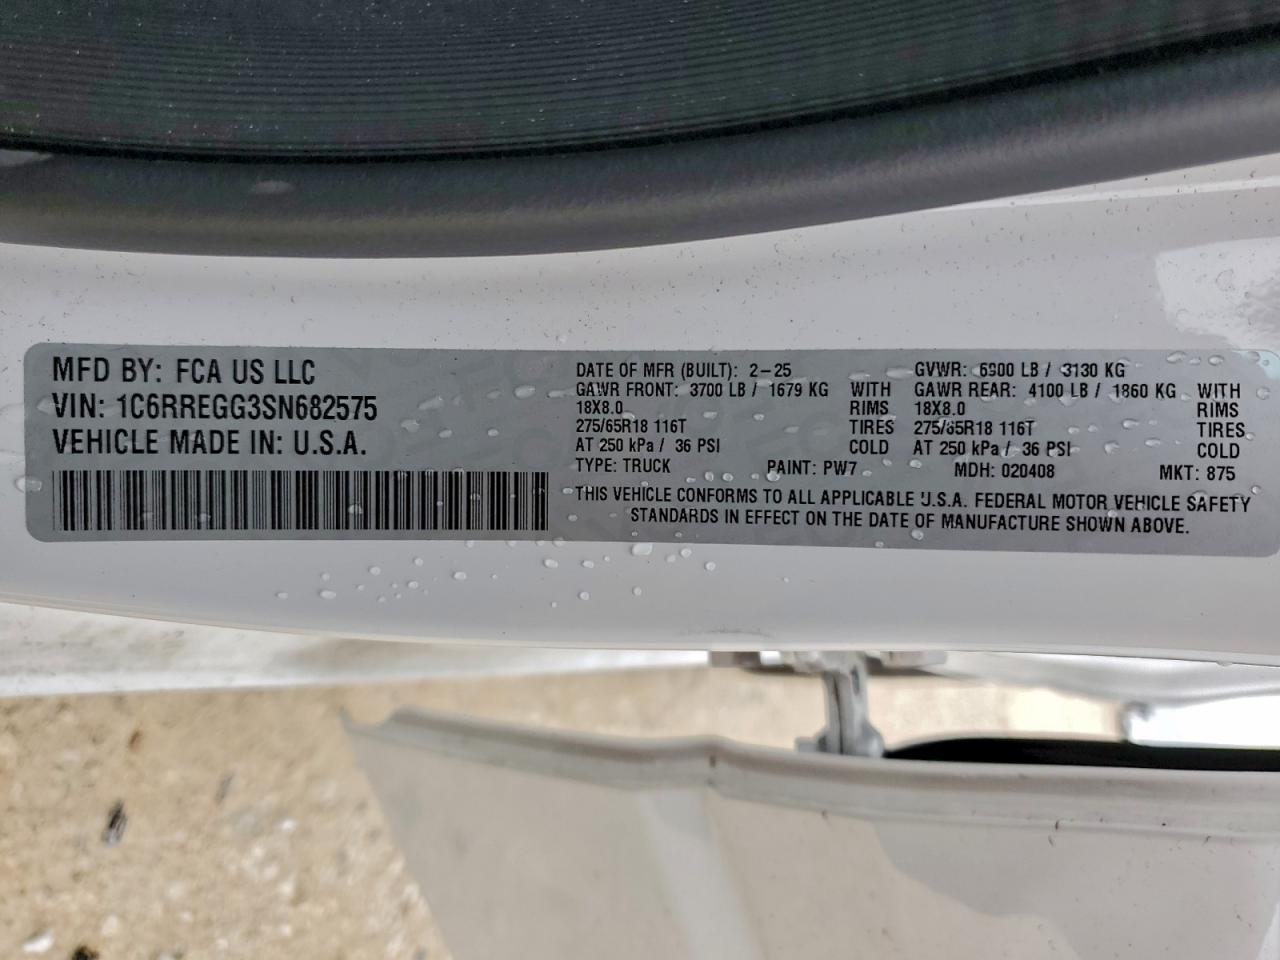 MFD BY: FCA US LLC
VIN: 1C6RREGG3SN682575
VEHICLE MADE IN: U.S.A.
DATE OF MFR (BUILT): 2-25 GVWR: 6900 LB / 3130 KG
GAWR FRONT: 3700 LB / 1679 KG WITH GAWR REAR: 4100 LB / 1860 KG WITH
18X8.0 RIMS 18X8.0 RIMS
275/65R18 116T TIRES 275/65R18 116T TIRES
AT 250 kPa / 36 PSI COLD AT 250 kPa / 36 PSI COLD
TYPE: TRUCK PAINT: PW7 MDH: 020408 MKT: 875
THIS VEHICLE CONFORMS TO ALL APPLICABLE U.S.A. FEDERAL MOTOR VEHICLE SAFETY
STANDARDS IN EFFECT ON THE DATE OF MANUFACTURE SHOWN ABOVE.